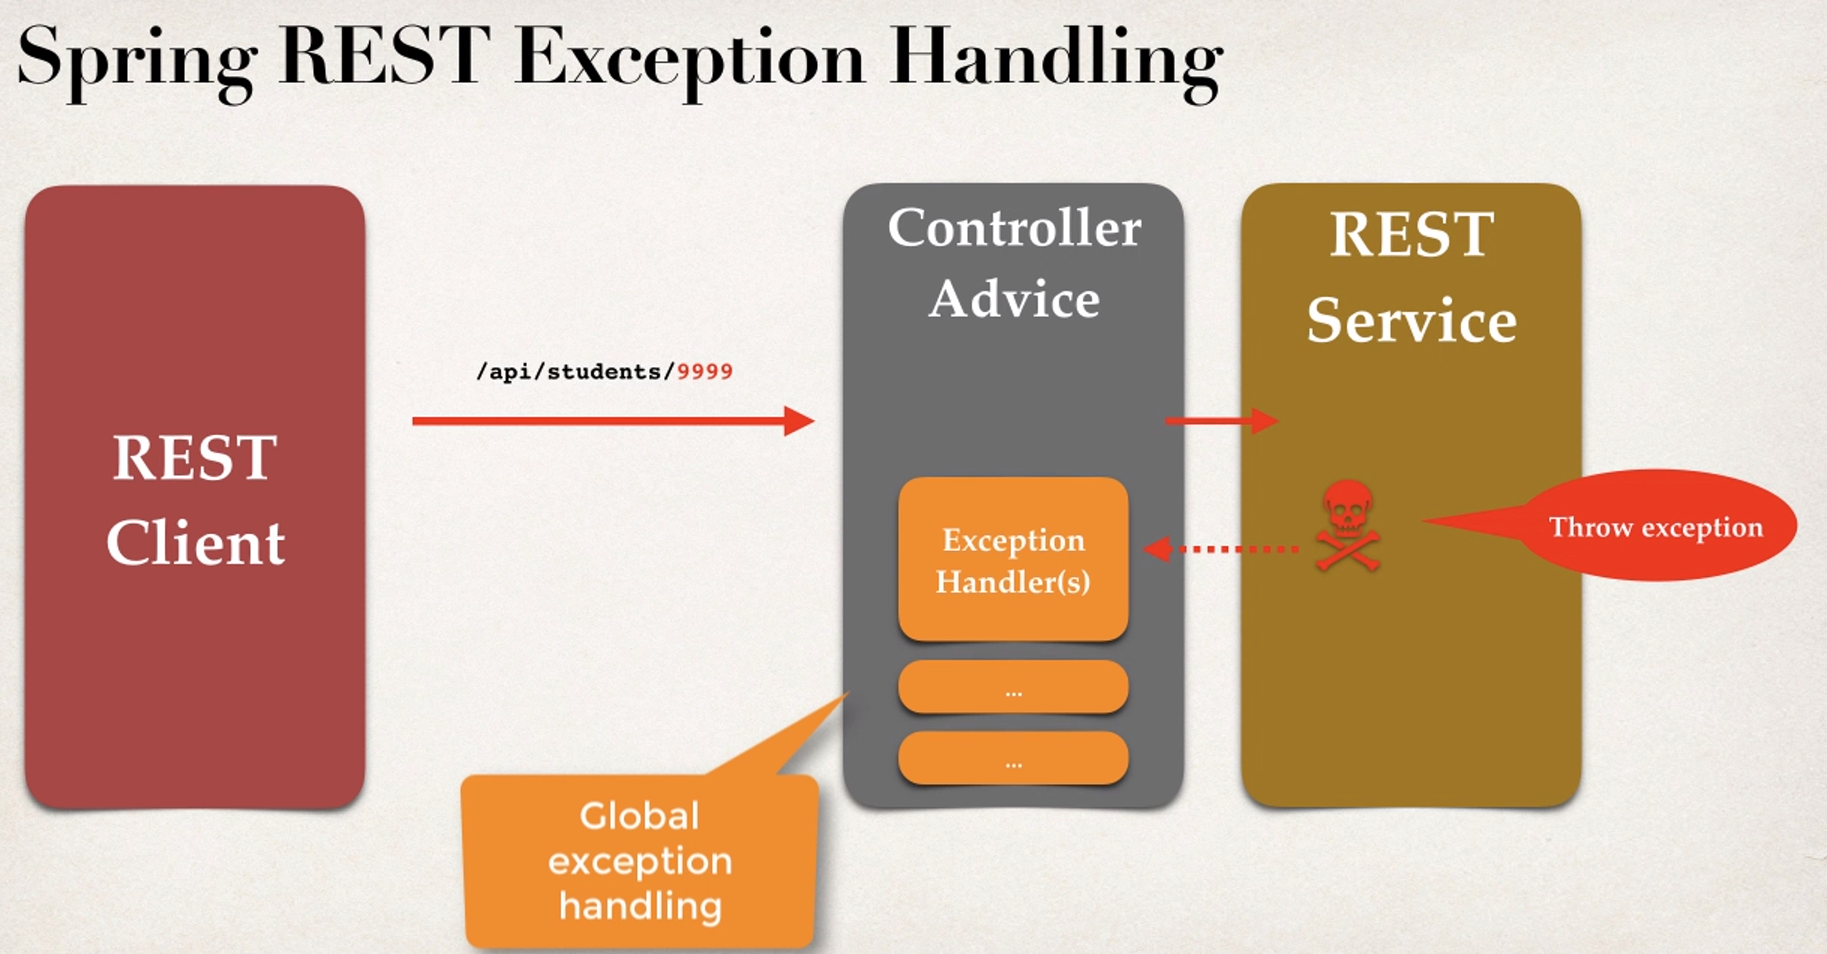 Spring REST Exception Handling
REST
Client
/api/students/9999
Controller
Advice
Exception
Handler(s)
...
...
Global
exception
handling
REST
Service
Throw exception